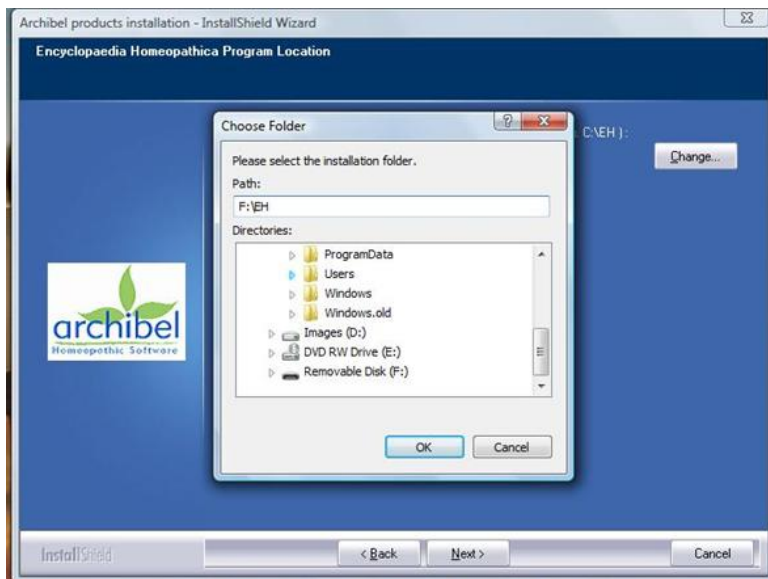 Archibel products installation - InstallShield Wizard
Encyclopaedia Homeopathica Program Location
C:\EH ) :
Change...
Choose Folder
Please select the installation folder.
Path:
F:\EH
Directories:
ProgramData
Users
Windows
Windows.old
Images (D:)
DVD RW Drive (E:)
Removable Disk (F:)
OK Cancel
archibel
Homeopathic Software
InstallShield
< Back Next > Cancel